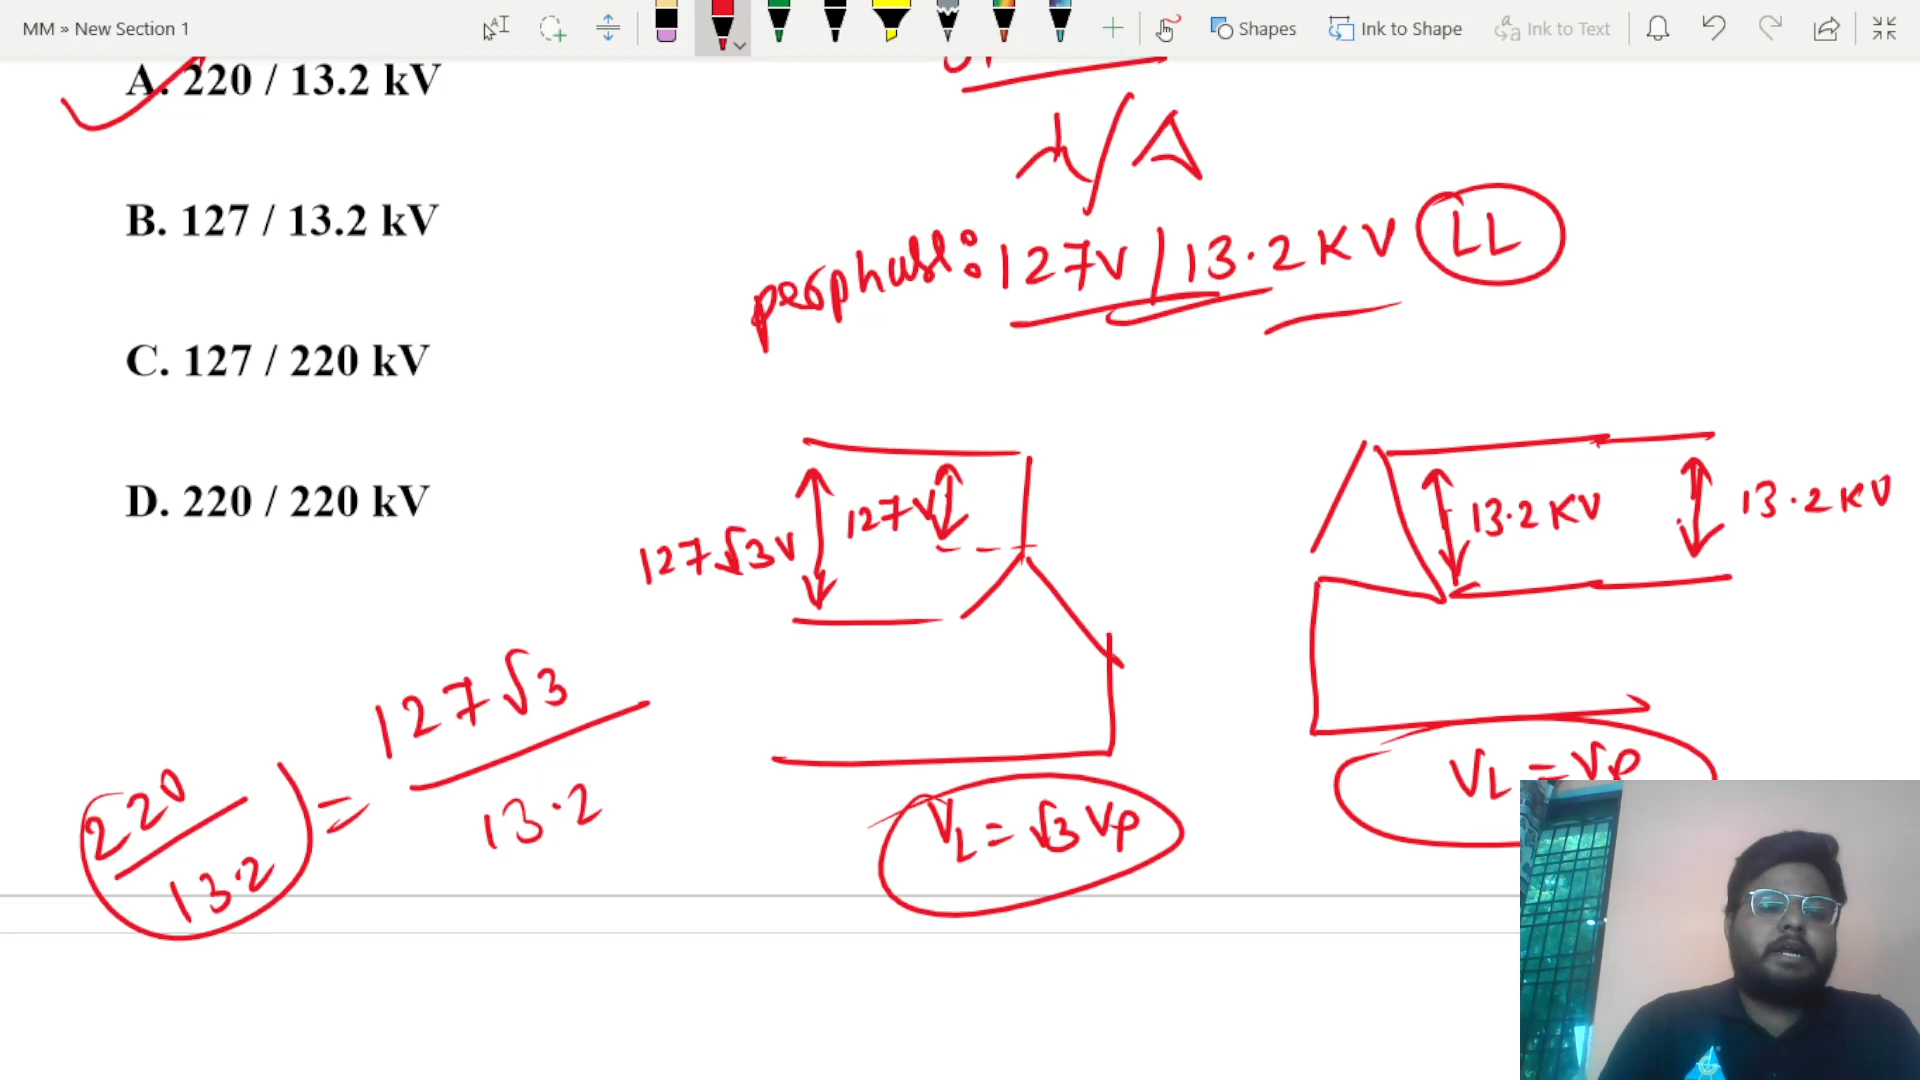 MM » New Section 1
Shapes
Ink to Shape
Ink to Text
A. 220 / 13.2 kV
B. 127 / 13.2 kV
C. 127 / 220 kV
D. 220 / 220 kV
perphase: 127V / 13.2 KV LL
127√3 V
127V
13.2 KV
13.2 KV
220 / 13.2 = 127√3 / 13.2
VL = √3 Vp
VL = Vp